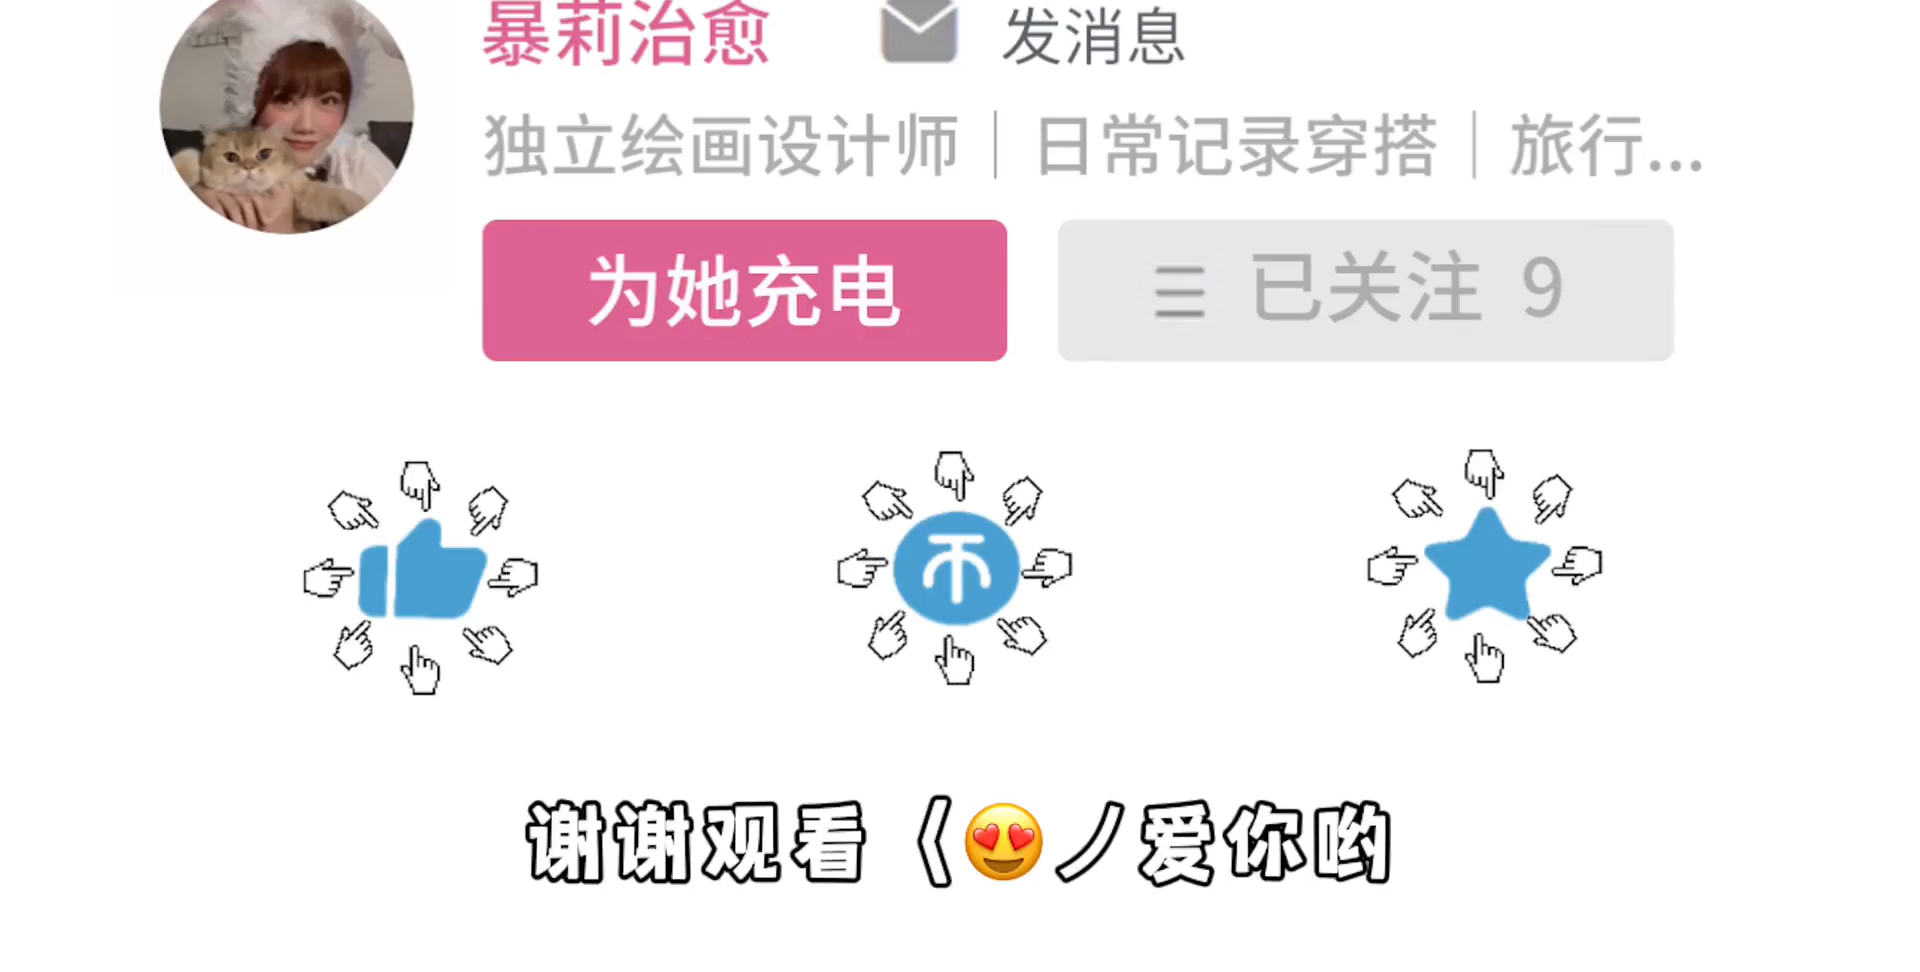 暴莉治愈 发消息
独立绘画设计师｜日常记录穿搭｜旅行...
为她充电 已关注 9
谢谢观看《😍ノ爱你哟